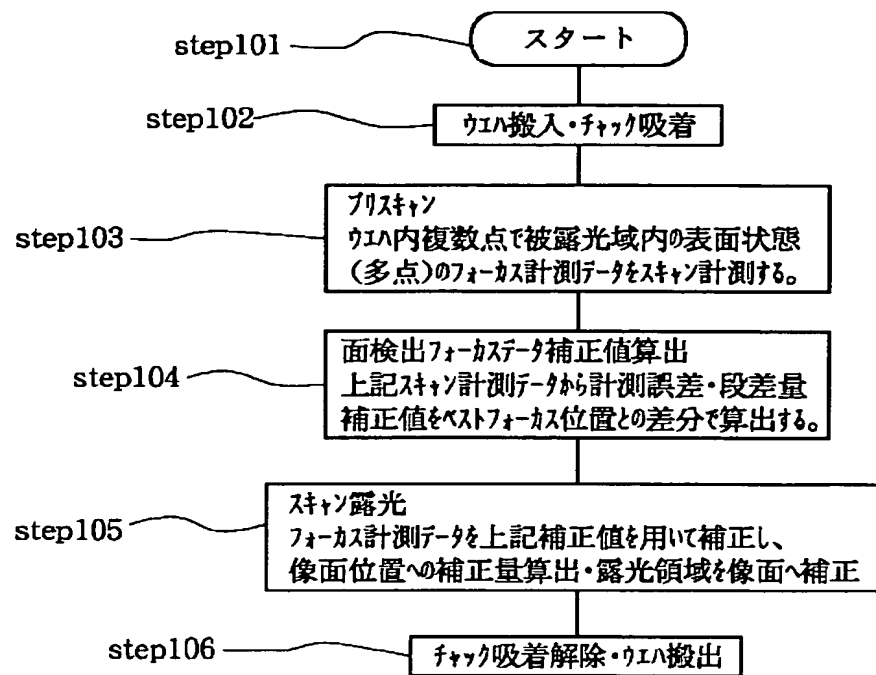 step101
スタート
step102
ウエハ搬入・チャック吸着
step103
プリスキャン
ウエハ内複数点で被露光域内の表面状態
(多点)のフォーカス計測データをスキャン計測する。
step104
面検出フォーカスデータ補正値算出
上記スキャン計測データから計測誤差・段差量
補正値をベストフォーカス位置との差分で算出する。
step105
スキャン露光
フォーカス計測データを上記補正値を用いて補正し、
像面位置への補正量算出・露光領域を像面へ補正
step106
チャック吸着解除・ウエハ搬出